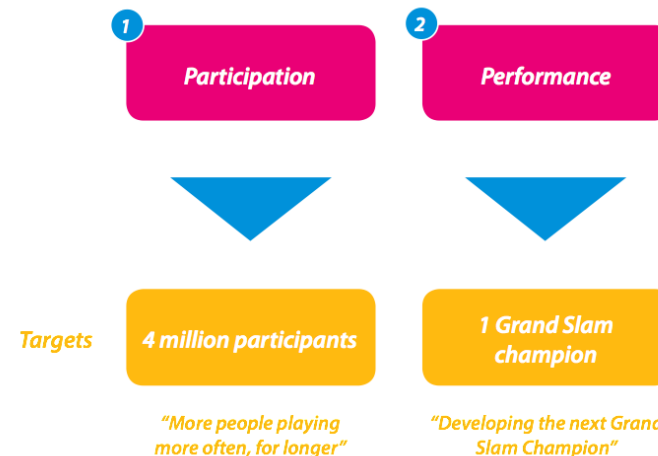 1
Participation
2
Performance
Targets
4 million participants
1 Grand Slam
champion
"More people playing
more often, for longer"
"Developing the next Grand
Slam Champion"